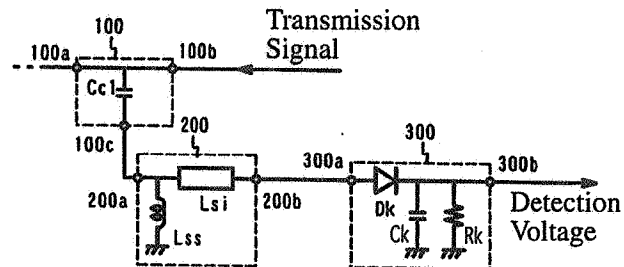 100
Transmission
Signal
100a
100b
Cc1
100c
200
300
300a
300b
200a
Lsi
200b
Dk
Detection
Voltage
Lss
Ck
Rk